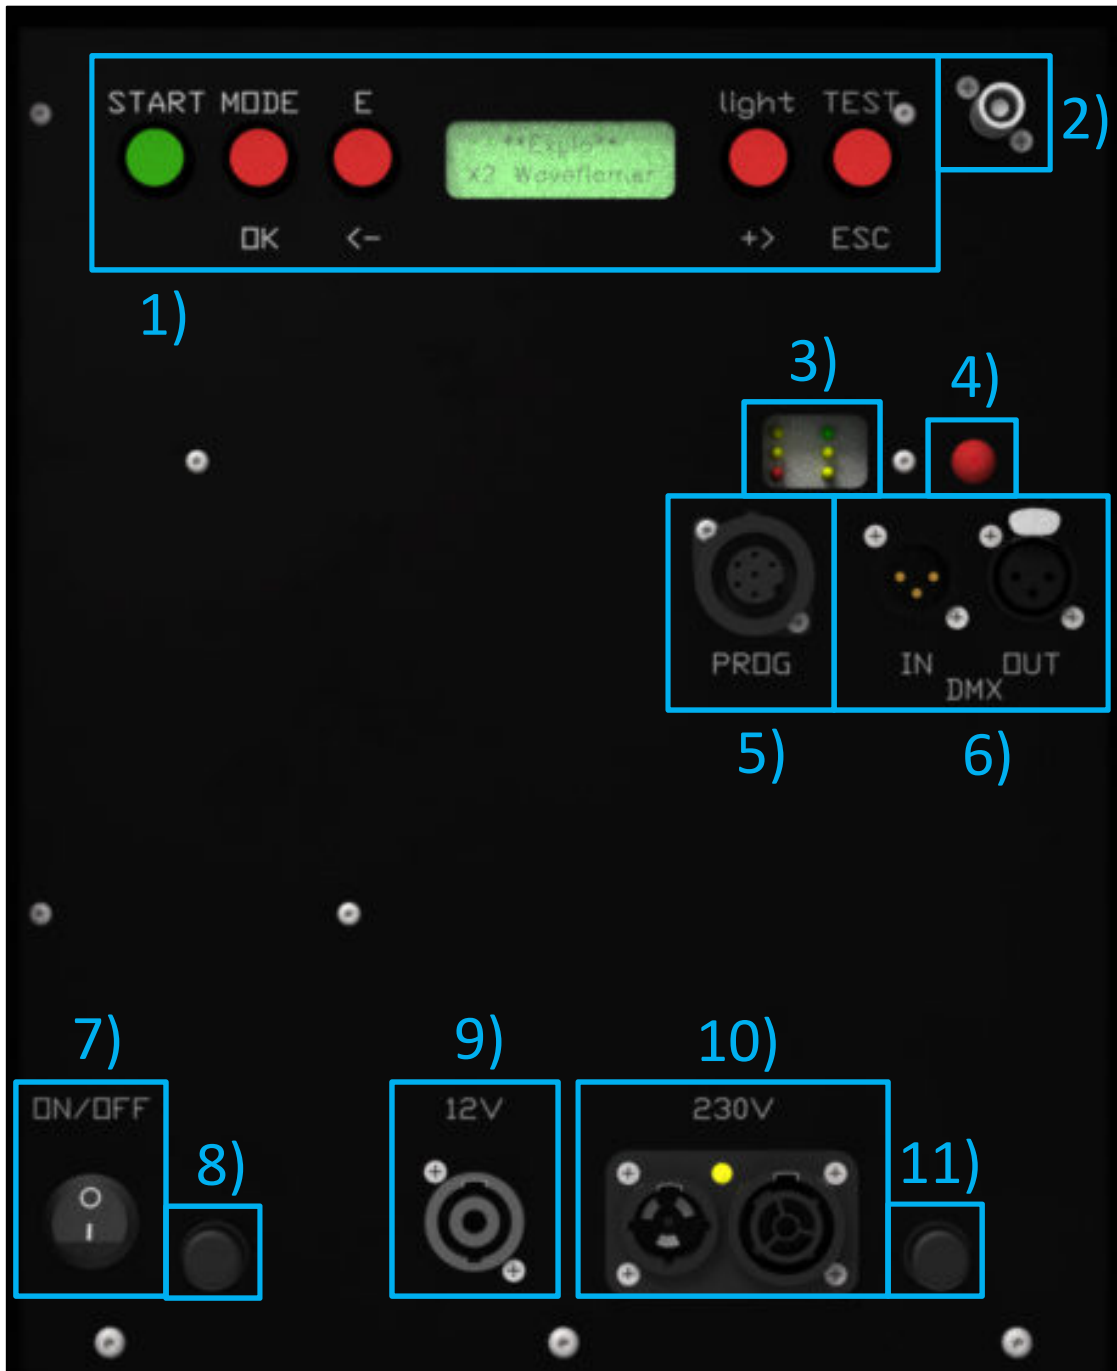 START MODE E light TEST
**Explo**
X2 Waveflamer
OK <- +> ESC
1)
2)
3)
4)
PROG
IN OUT
DMX
5)
6)
7)
ON/OFF
O
I
8)
9)
12V
10)
230V
11)